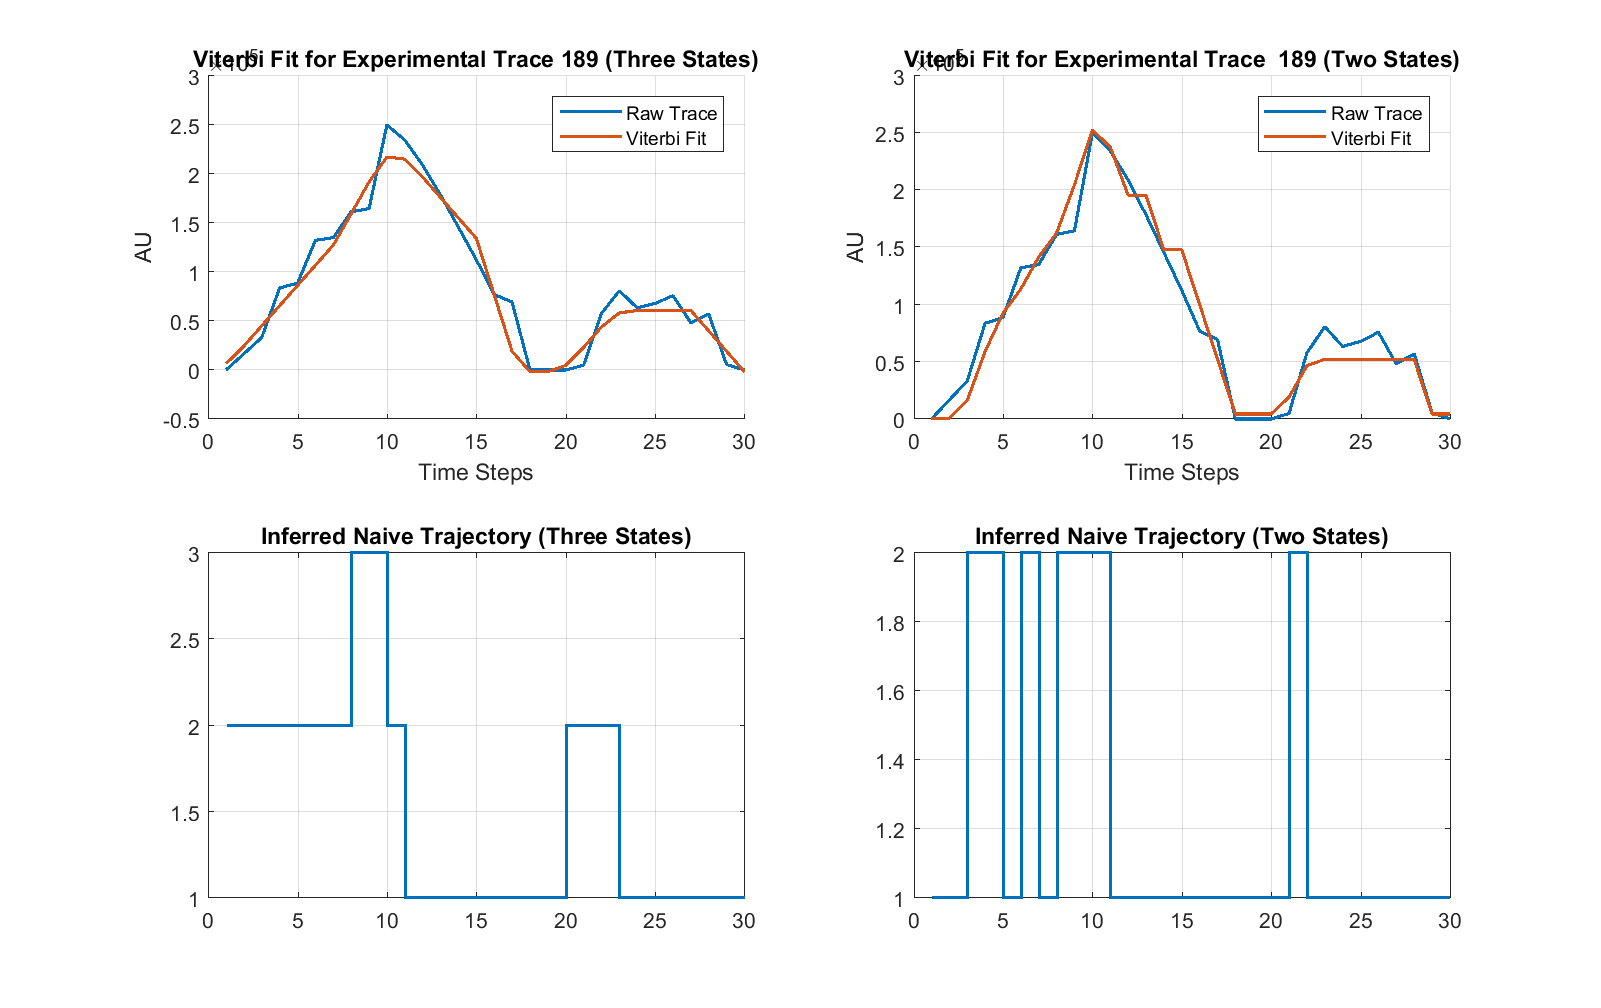 Viterbi Fit for Experimental Trace 189 (Three States)
×10^5
3
2.5
2
1.5
1
0.5
0
-0.5
AU
Raw Trace
Viterbi Fit
0 5 10 15 20 25 30
Time Steps
Viterbi Fit for Experimental Trace 189 (Two States)
×10^5
3
2.5
2
1.5
1
0.5
0
AU
Raw Trace
Viterbi Fit
0 5 10 15 20 25 30
Time Steps
Inferred Naive Trajectory (Three States)
3
2.5
2
1.5
1
0 5 10 15 20 25 30
Inferred Naive Trajectory (Two States)
2
1.8
1.6
1.4
1.2
1
0 5 10 15 20 25 30